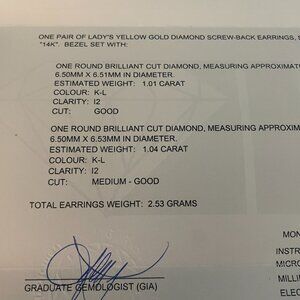 ONE PAIR OF LADY'S YELLOW GOLD DIAMOND SCREW-BACK EARRINGS,
"14K". BEZEL SET WITH:
ONE ROUND BRILLIANT CUT DIAMOND, MEASURING APPROXIMAT
6.50MM X 6.51MM IN DIAMETER.
ESTIMATED WEIGHT: 1.01 CARAT
COLOUR: K-L
CLARITY: I2
CUT: GOOD
ONE ROUND BRILLIANT CUT DIAMOND, MEASURING APPROXIM
6.50MM X 6.53MM IN DIAMETER.
ESTIMATED WEIGHT: 1.04 CARAT
COLOUR: K-L
CLARITY: I2
CUT: MEDIUM - GOOD
TOTAL EARRINGS WEIGHT: 2.53 GRAMS
GRADUATE GEMOLOGIST (GIA)
MON
INSTR
MICRO
MILLI
ELEC